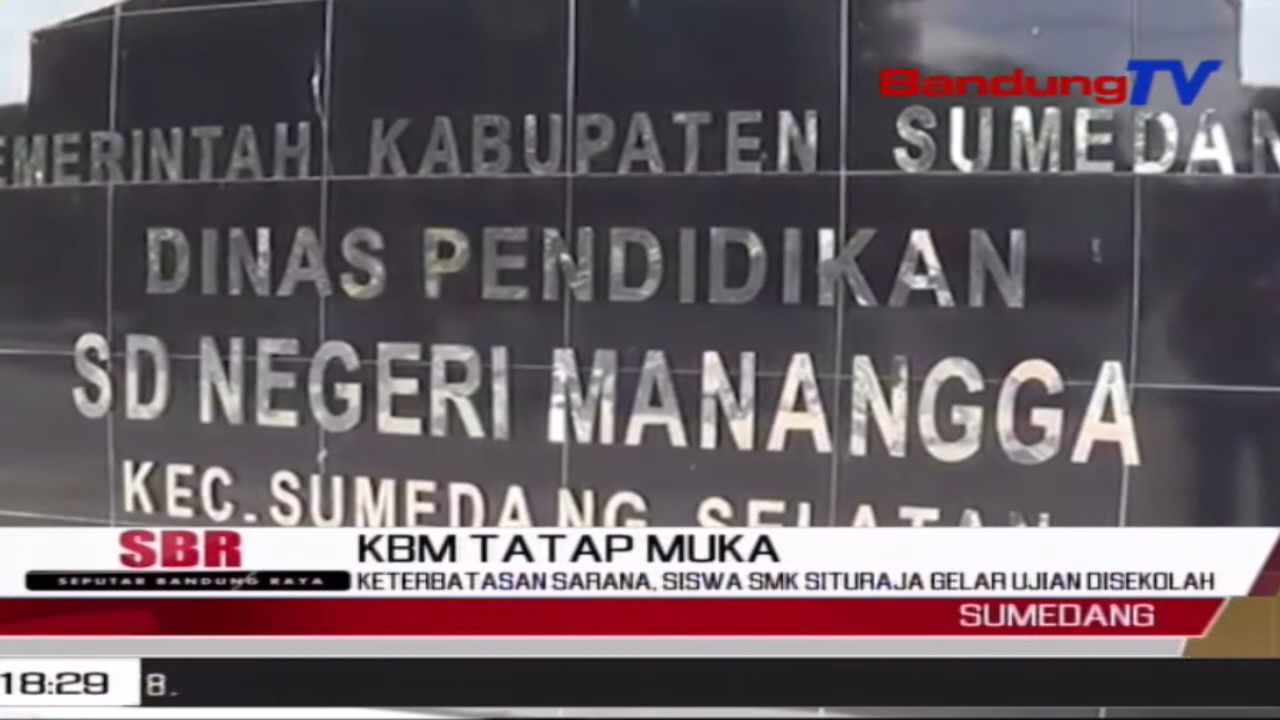 BandungTV
EMERINTAH KABUPATEN SUMEDAN
DINAS PENDIDIKAN
SD NEGERI MANANGGA
KEC. SUMEDANG SELATAN
SBR
SEPUTAR BANDUNG RAYA
KBM TATAP MUKA
KETERBATASAN SARANA, SISWA SMK SITURAJA GELAR UJIAN DISEKOLAH
SUMEDANG
18:29
8.